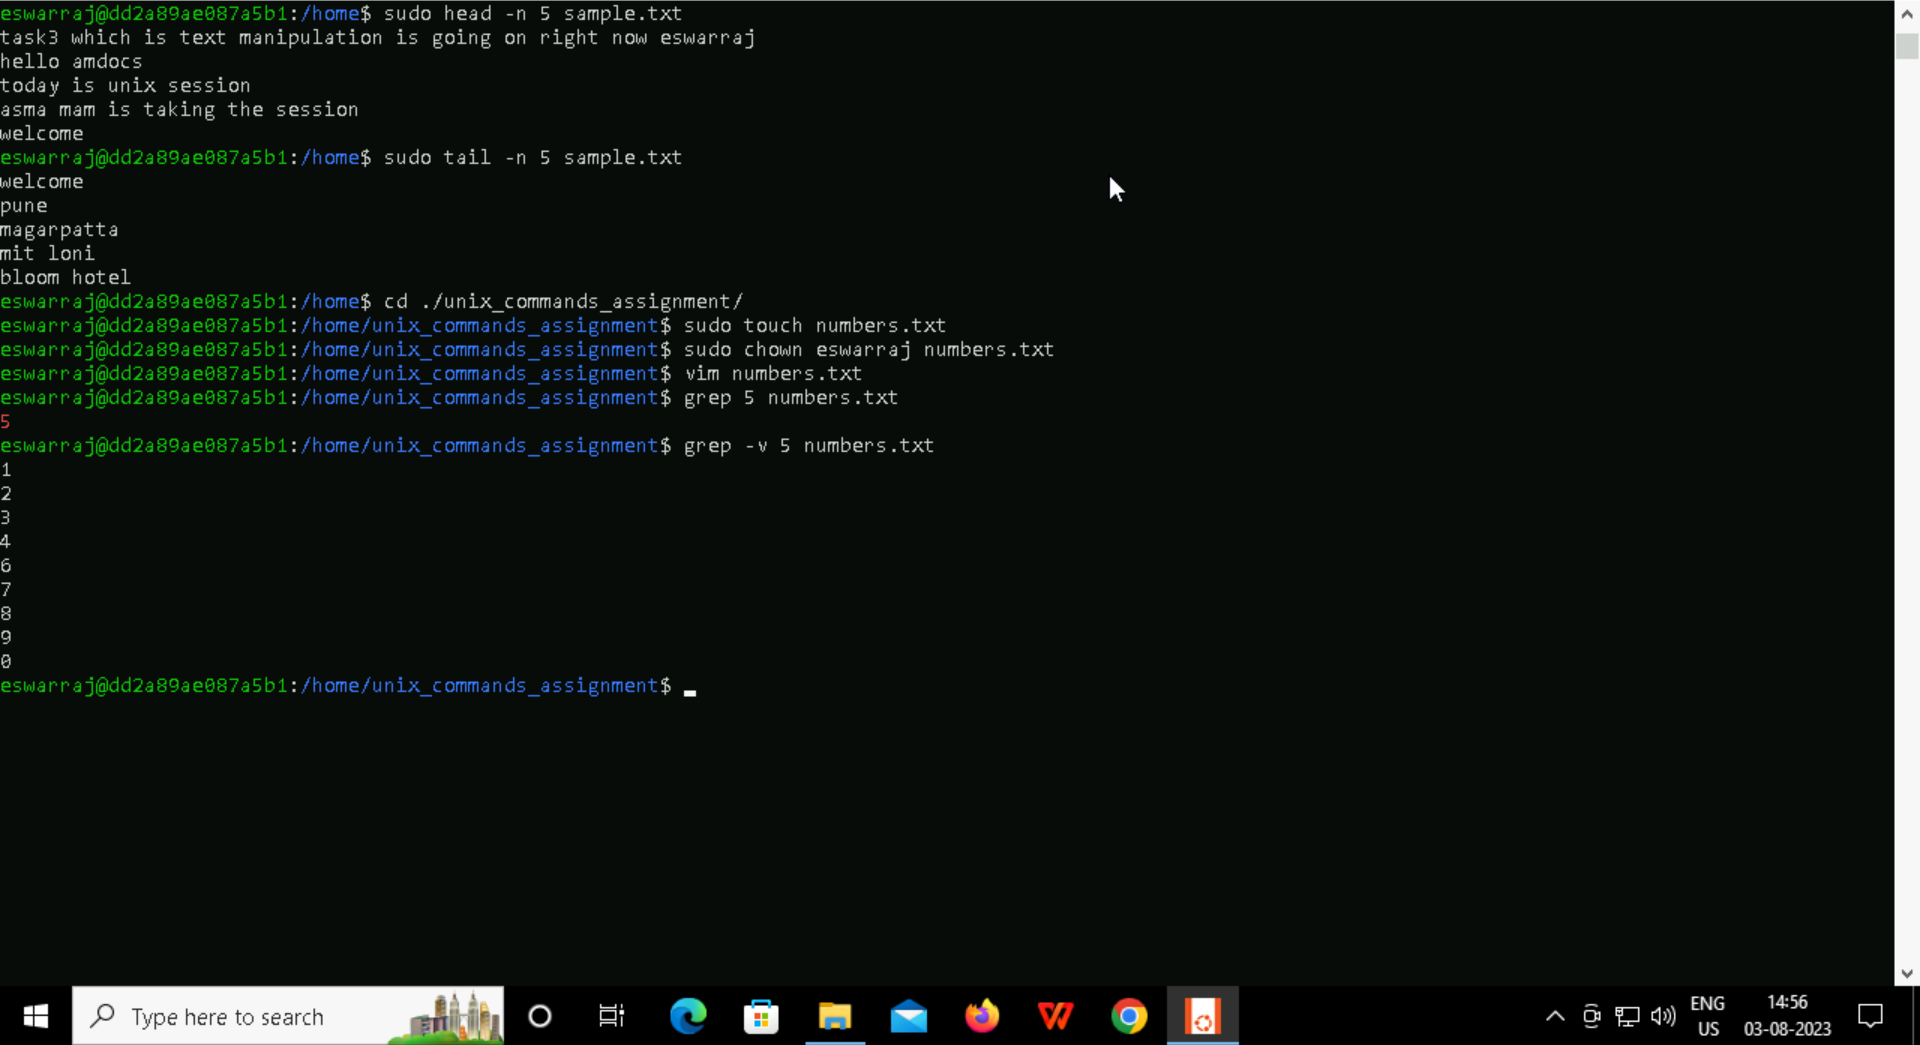 eswarraj@dd2a89ae087a5b1:/home$ sudo head -n 5 sample.txt
task3 which is text manipulation is going on right now eswarraj
hello amdocs
today is unix session
asma mam is taking the session
welcome
eswarraj@dd2a89ae087a5b1:/home$ sudo tail -n 5 sample.txt
welcome
pune
magarpatta
mit loni
bloom hotel
eswarraj@dd2a89ae087a5b1:/home$ cd ./unix_commands_assignment/
eswarraj@dd2a89ae087a5b1:/home/unix_commands_assignment$ sudo touch numbers.txt
eswarraj@dd2a89ae087a5b1:/home/unix_commands_assignment$ sudo chown eswarraj numbers.txt
eswarraj@dd2a89ae087a5b1:/home/unix_commands_assignment$ vim numbers.txt
eswarraj@dd2a89ae087a5b1:/home/unix_commands_assignment$ grep 5 numbers.txt
5
eswarraj@dd2a89ae087a5b1:/home/unix_commands_assignment$ grep -v 5 numbers.txt
1
2
3
4
6
7
8
9
0
eswarraj@dd2a89ae087a5b1:/home/unix_commands_assignment$
Type here to search
ENG
US
14:56
03-08-2023